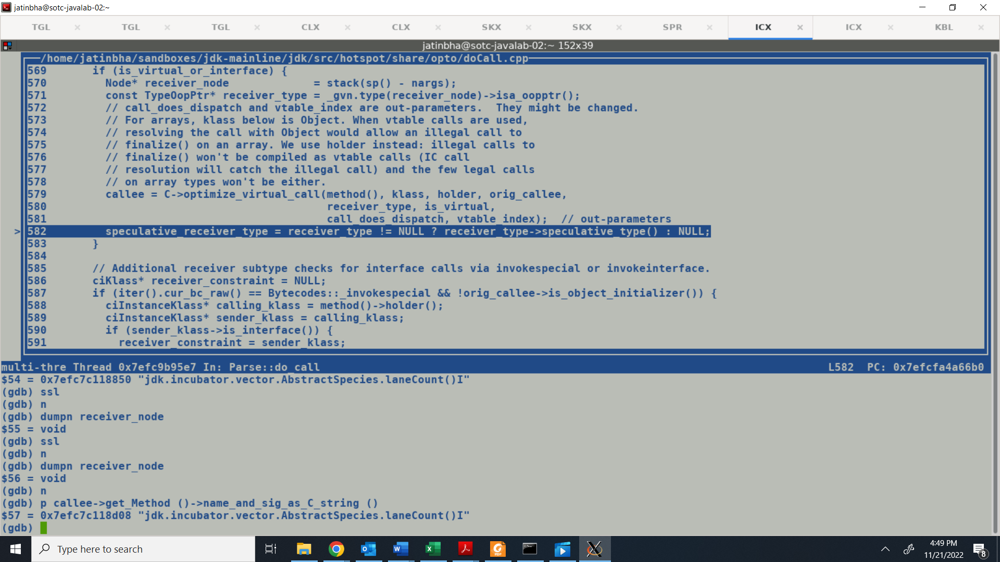 jatinbha@sotc-javalab-02:~
TGL × TGL × TGL × CLX × CLX × SKX × SKX × SPR × ICX × ICX × KBL ×
jatinbha@sotc-javalab-02:~ 152x39
/home/jatinbha/sandboxes/jdk-mainline/jdk/src/hotspot/share/opto/doCall.cpp
569 if (is_virtual_or_interface) {
570 Node* receiver_node = stack(sp() - nargs);
571 const TypeOopPtr* receiver_type = _gvn.type(receiver_node)->isa_oopptr();
572 // call_does_dispatch and vtable_index are out-parameters.  They might be changed.
573 // For arrays, klass below is Object. When vtable calls are used,
574 // resolving the call with Object would allow an illegal call to
575 // finalize() on an array. We use holder instead: illegal calls to
576 // finalize() won't be compiled as vtable calls (IC call
577 // resolution will catch the illegal call) and the few legal calls
578 // on array types won't be either.
579 callee = C->optimize_virtual_call(method(), klass, holder, orig_callee,
580 receiver_type, is_virtual,
581 call_does_dispatch, vtable_index);  // out-parameters
> 582 speculative_receiver_type = receiver_type != NULL ? receiver_type->speculative_type() : NULL;
583 }
584
585 // Additional receiver subtype checks for interface calls via invokespecial or invokeinterface.
586 ciKlass* receiver_constraint = NULL;
587 if (iter().cur_bc_raw() == Bytecodes::_invokespecial && !orig_callee->is_object_initializer()) {
588 ciInstanceKlass* calling_klass = method()->holder();
589 ciInstanceKlass* sender_klass = calling_klass;
590 if (sender_klass->is_interface()) {
591 receiver_constraint = sender_klass;
multi-thre Thread 0x7efc9b95e7 In: Parse::do_call L582 PC: 0x7efcfa4a66b0
$54 = 0x7efc7c118850 "jdk.incubator.vector.AbstractSpecies.laneCount()I"
(gdb) ssl
(gdb) n
(gdb) dumpn receiver_node
$55 = void
(gdb) ssl
(gdb) n
(gdb) dumpn receiver_node
$56 = void
(gdb) n
(gdb) p callee->get_Method ()->name_and_sig_as_C_string ()
$57 = 0x7efc7c118d08 "jdk.incubator.vector.AbstractSpecies.laneCount()I"
(gdb)
Type here to search
4:49 PM
11/21/2022
8